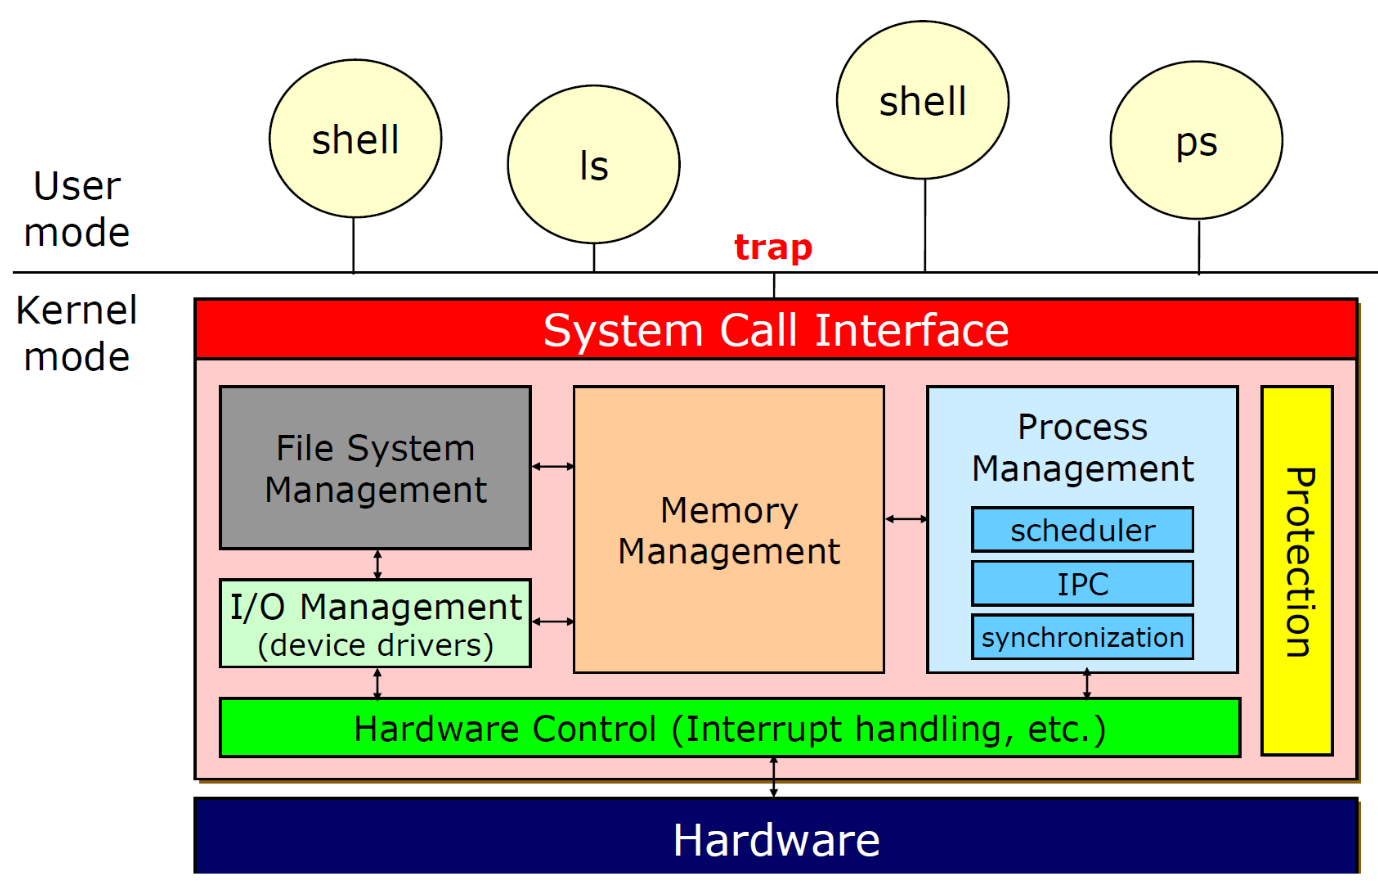 shell
ls
shell
ps
User
mode
trap
Kernel
mode
System Call Interface
File System
Management
Memory
Management
Process
Management
scheduler
IPC
synchronization
Protection
I/O Management
(device drivers)
Hardware Control (Interrupt handling, etc.)
Hardware